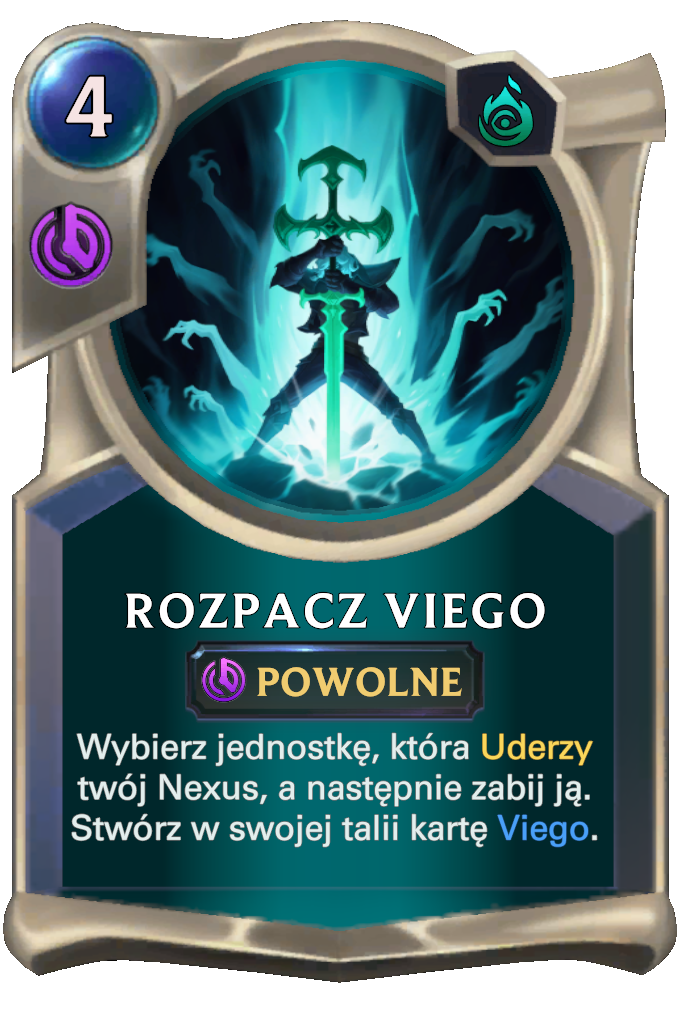 4
ROZPACZ VIEGO
POWOLNE
Wybierz jednostkę, która Uderzy
twój Nexus, a następnie zabij ją.
Stwórz w swojej talii kartę Viego.